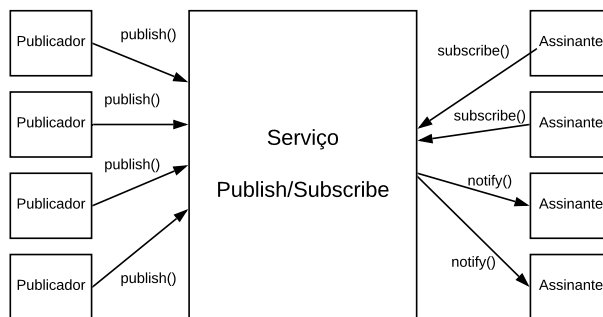 Publicador
publish()
subscribe()
Assinante
Publicador
publish()
subscribe()
Assinante
Serviço
Publish/Subscribe
Publicador
publish()
notify()
Assinante
Publicador
publish()
notify()
Assinante